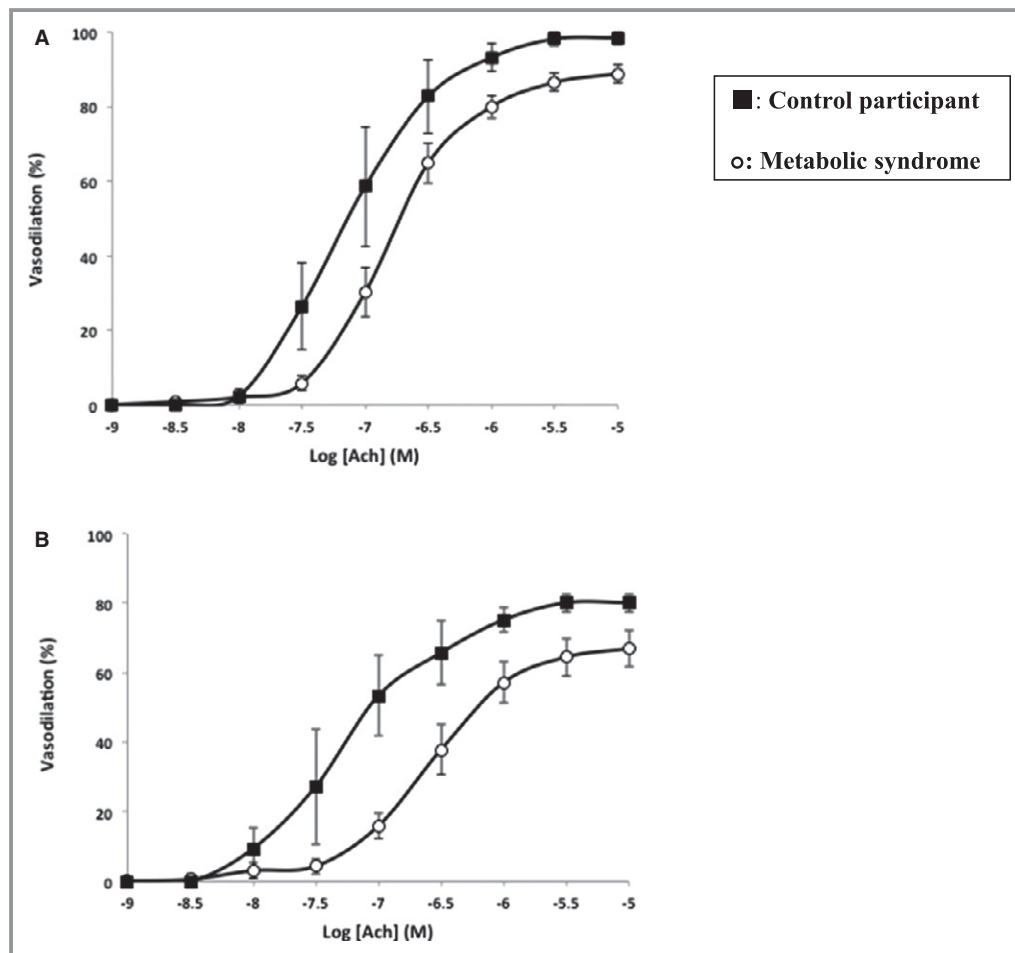 A
100
80
60
40
20
0
Vasodilation (%)
-9 -8.5 -8 -7.5 -7 -6.5 -6 -5.5 -5
Log [Ach] (M)
■: Control participant
○: Metabolic syndrome
B
100
80
60
40
20
0
Vasodilation (%)
-9 -8.5 -8 -7.5 -7 -6.5 -6 -5.5 -5
Log [Ach] (M)